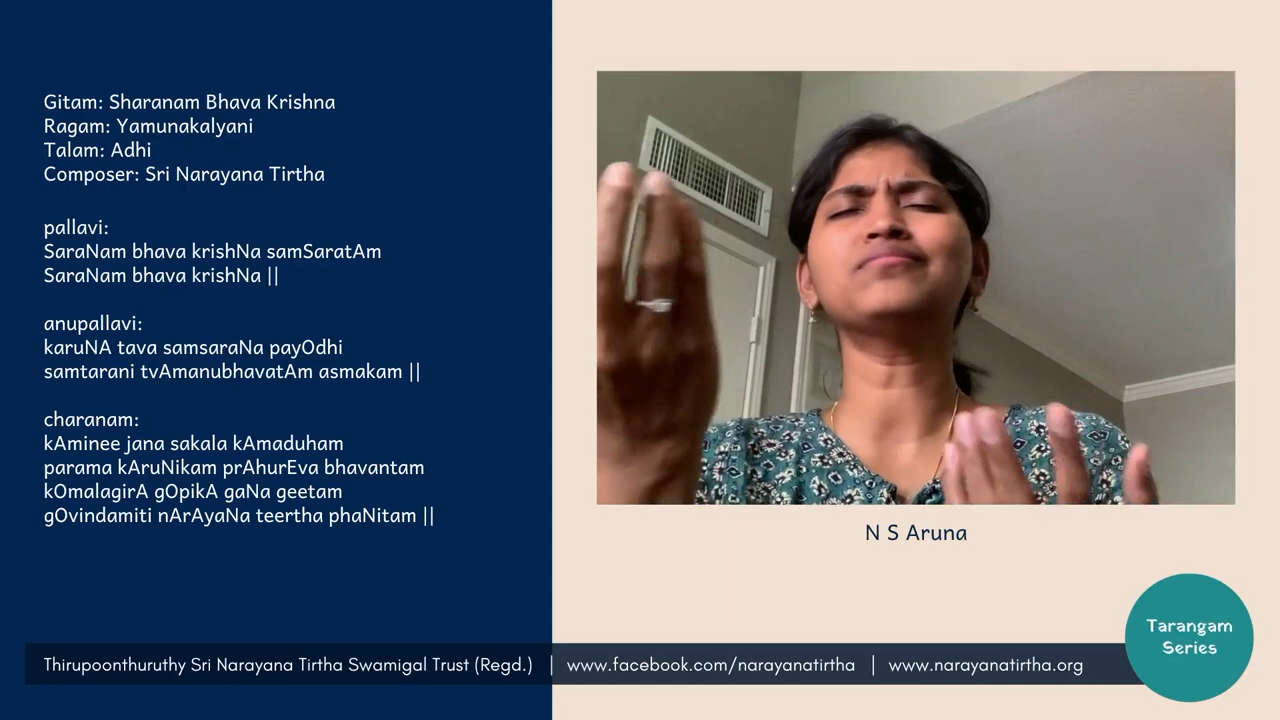 Gitam: Sharanam Bhava Krishna
Ragam: Yamunakalyani
Talam: Adhi
Composer: Sri Narayana Tirtha
pallavi:
SaraNam bhava krishNa samSaratAm
SaraNam bhava krishNa ||
anupallavi:
karuNA tava samsaraNa payOdhi
samtarani tvAmanubhavatAm asmakam ||
charanam:
kAminee jana sakala kAmaduham
parama kAruNikam prAhurEva bhavantam
kOmalagirA gOpikA gaNa geetam
gOvindamiti nArAyaNa teertha phaNitam ||
N S Aruna
Tarangam
Series
Thirupoonthuruthy Sri Narayana Tirtha Swamigal Trust (Regd.) | www.facebook.com/narayanatirtha | www.narayanatirtha.org